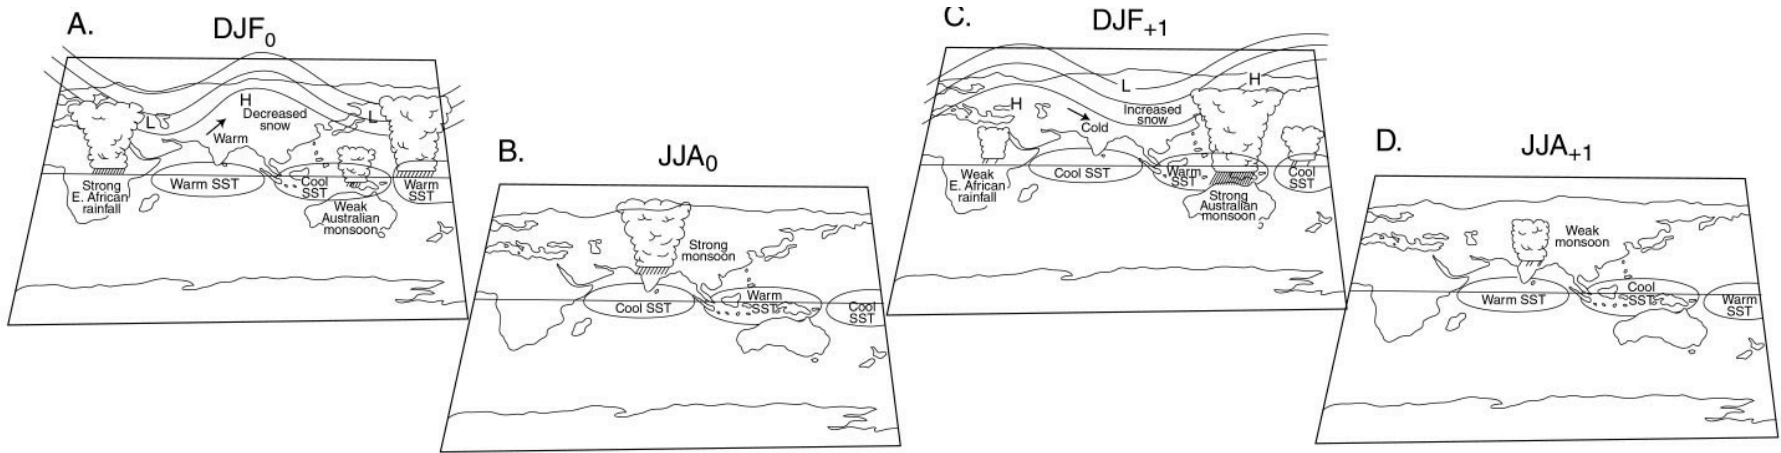 A.
DJF0
H
Decreased
snow
L
L
Warm
Warm SST
Cool
SST
Warm
SST
Strong
E. African
rainfall
Weak
Australian
monsoon
B.
JJA0
Strong
monsoon
Cool SST
Warm
SST
Cool
SST
C.
DJF+1
L
H
H
Increased
snow
Cold
Cool SST
Warm
SST
Cool
SST
Weak
E. African
rainfall
Strong
Australian
monsoon
D.
JJA+1
Weak
monsoon
Warm SST
Cool
SST
Warm
SST